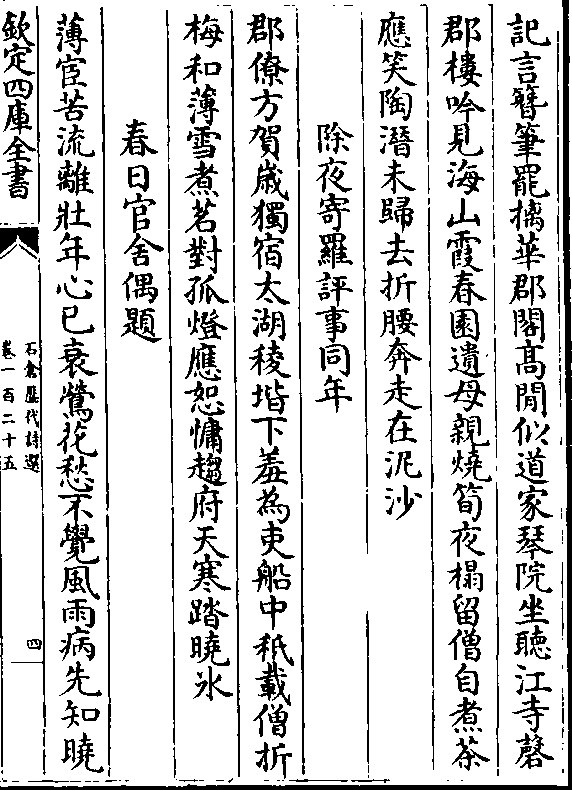 記言簪筆罷摛華郡閣髙閒似道家琴院坐聽江寺磬
郡樓吟見海山霞春園遺母親燒筍夜榻留僧自煮茶
應笑陶潛未歸去折腰奔走在泥沙
除夜寄羅評事同年
郡僚方賀歲獨宿太湖稜堦下羞為吏船中秪載僧折
梅和薄雪煮茗對孤燈應恕慵趨府天寒踏曉冰
春日官舍偶題
薄宦苦流離壯年心已衰鶯花愁不覺風雨病先知曉
欽定四庫全書
石倉歷代詩選
卷一百二十五
四